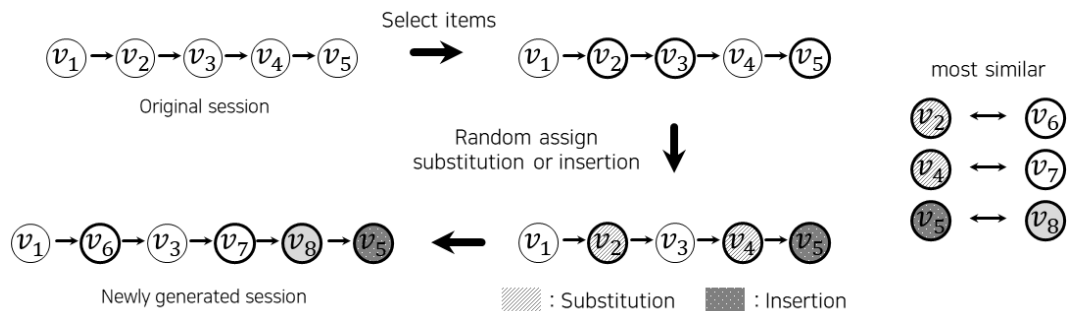 Select items
v₁ v₂ v₃ v₄ v₅
v₁ v₂ v₃ v₄ v₅
Original session
most similar
v₂ v₆
v₄ v₇
v₅ v₈
Random assign
substitution or insertion
v₁ v₆ v₃ v₇ v₈ v₅
v₁ v₂ v₃ v₄ v₅
Newly generated session
: Substitution
: Insertion